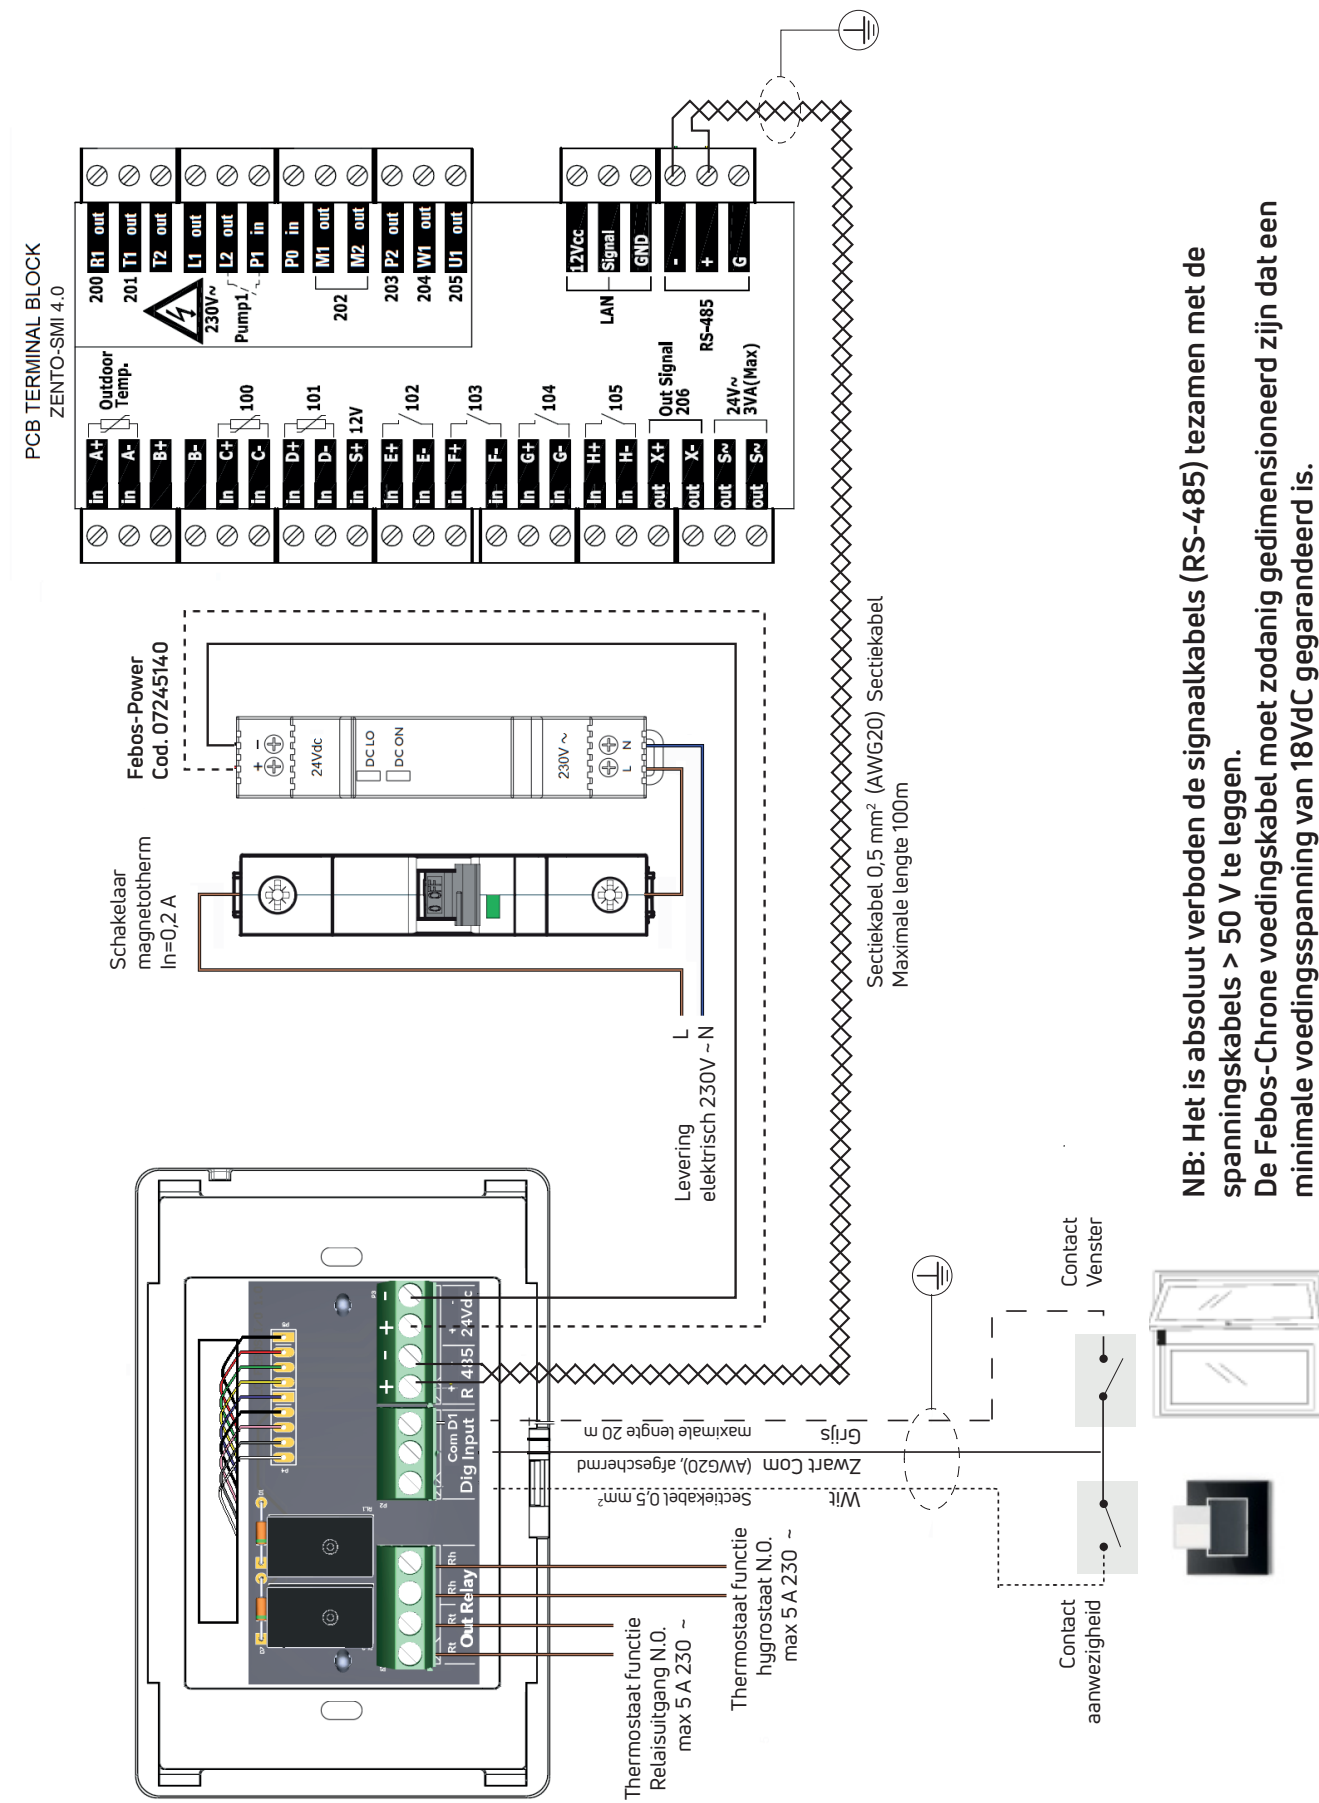 PCB TERMINAL BLOCK
ZENTO-SMI 4.0
200 R1 out
201 T1 out
T2 out
L1 out
230V~ L2 out
Pump1 P1 in
P0 in
M1 out
202
M2 out
203 P2 out
204 W1 out
205 U1 out
12Vcc
Signal
LAN
GND
-
+
RS-485
G
in A+
Outdoor
Temp.
in A-
B+
B-
In C+
100
in C-
In D+
101
In D-
in S+ 12V
In E+
102
in E-
in F+
103
in F-
In G+
104
in G-
In H+
105
in H-
out X+
Out Signal
206
out X-
out S~
24V~
3VA(Max)
out S~
Febos-Power
Cod. 07245140
+ -
24Vdc
DC LO
DC ON
230V ~
L N
Schakelaar
magnetotherm
In=0,2 A
0 OFF
L
N
Levering
elektrisch 230V ~
Sectiekabel 0,5 mm² (AWG20) Sectiekabel
Maximale lengte 100m
+ - + -
R 485
24Vdc
Com D1
Dig Input
Rt Rt Rh Rh
Out Relay
P3
P2
RL1
D1
Sectiekabel 0,5 mm²
(AWG20), afgeschermd
maximale lengte 20 m
Wit
Zwart Com
Grijs
Thermostaat functie
Relaisuitgang N.O.
max 5 A 230 ~
Thermostaat functie
hygrostaat N.O.
max 5 A 230 ~
Contact
aanwezigheid
Contact
Venster
NB: Het is absoluut verboden de signaalkabels (RS-485) tezamen met de
spanningskabels > 50 V te leggen.
De Febos-Chrone voedingskabel moet zodanig gedimensioneerd zijn dat een
minimale voedingsspanning van 18VdC gegarandeerd is.